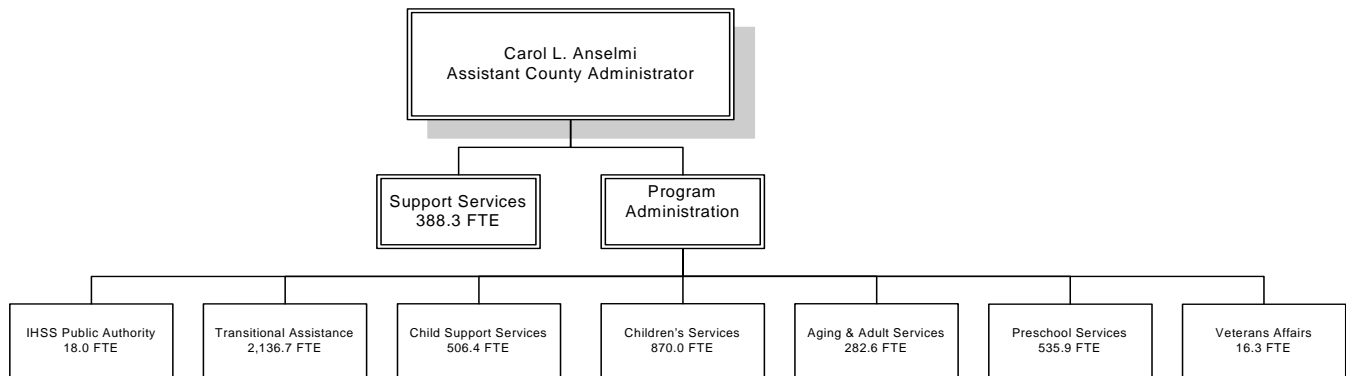 Carol L. Anselmi
Assistant County Administrator
Support Services
388.3 FTE
Program
Administration
IHSS Public Authority
18.0 FTE
Transitional Assistance
2,136.7 FTE
Child Support Services
506.4 FTE
Children's Services
870.0 FTE
Aging & Adult Services
282.6 FTE
Preschool Services
535.9 FTE
Veterans Affairs
16.3 FTE